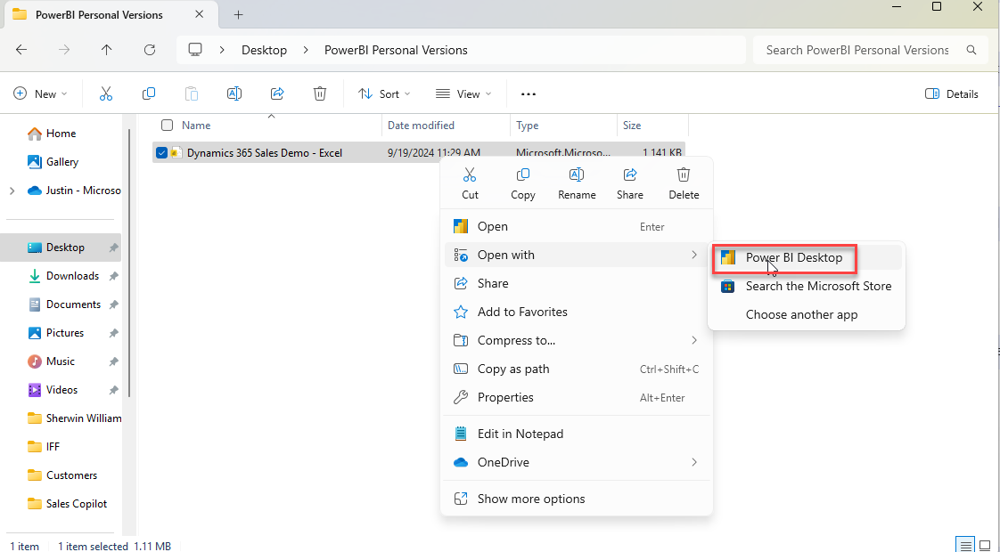 PowerBI Personal Versions
Desktop
PowerBI Personal Versions
Search PowerBI Personal Versions
New
Sort
View
Details
Name
Date modified
Type
Size
Dynamics 365 Sales Demo - Excel
9/19/2024 11:29 AM
Microsoft.Microso...
1,141 KB
Home
Gallery
Justin - Microso
Desktop
Downloads
Documents
Pictures
Music
Videos
Sherwin William
IFF
Customers
Sales Copilot
Cut
Copy
Rename
Share
Delete
Open
Enter
Open with
Share
Add to Favorites
Compress to...
Copy as path
Ctrl+Shift+C
Properties
Alt+Enter
Edit in Notepad
OneDrive
Show more options
Power BI Desktop
Search the Microsoft Store
Choose another app
1 item
1 item selected 1.11 MB